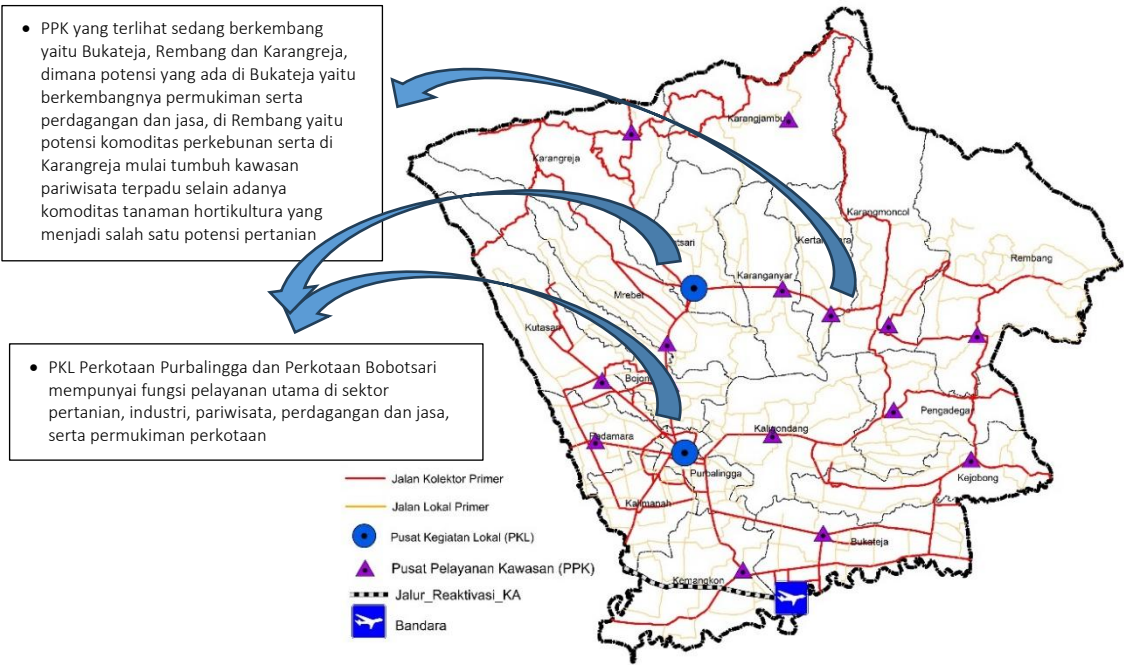 • PPK yang terlihat sedang berkembang
yaitu Bukateja, Rembang dan Karangreja,
dimana potensi yang ada di Bukateja yaitu
berkembangnya permukiman serta
perdagangan dan jasa, di Rembang yaitu
potensi komoditas perkebunan serta di
Karangreja mulai tumbuh kawasan
pariwisata terpadu selain adanya
komoditas tanaman hortikultura yang
menjadi salah satu potensi pertanian
• PKL Perkotaan Purbalingga dan Perkotaan Bobotsari
mempunyai fungsi pelayanan utama di sektor
pertanian, industri, pariwisata, perdagangan dan jasa,
serta permukiman perkotaan
Karangjambu
Karangreja
Karangmoncol
Rembang
Karanganyar
Mrebet
Kutasari
Pengadegan
Kaligondang
Padamara
Purbalingga
Kejobong
Kalimanah
Bukateja
Kemangkon
Jalan Kolektor Primer
Jalan Lokal Primer
Pusat Kegiatan Lokal (PKL)
Pusat Pelayanan Kawasan (PPK)
Jalur_Reaktivasi_KA
Bandara